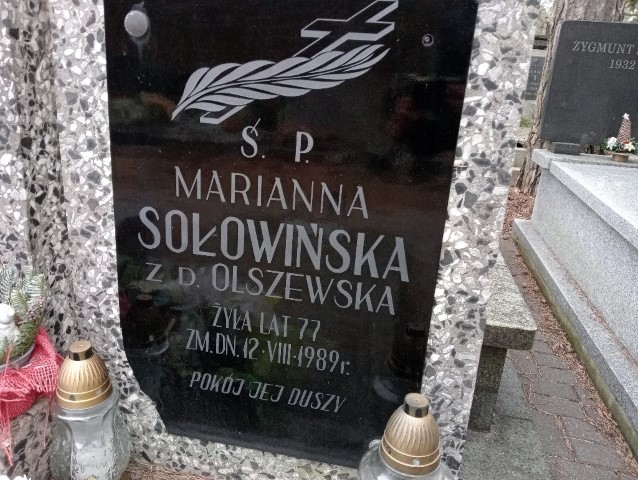 Ś. P.
MARIANNA
SOŁOWIŃSKA
Z D. OLSZEWSKA
ŻYŁA LAT 77
ZM. DN. 12·VIII·1989 r.
POKÓJ JEJ DUSZY
ZYGMUNT
1932